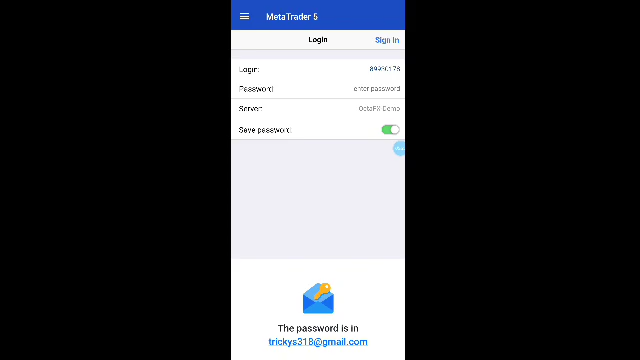 MetaTrader 5
Login
Sign In
Login:
Password:
enter password
Server:
OctaFX-Demo
Save password:
The password is in
trickys318@gmail.com